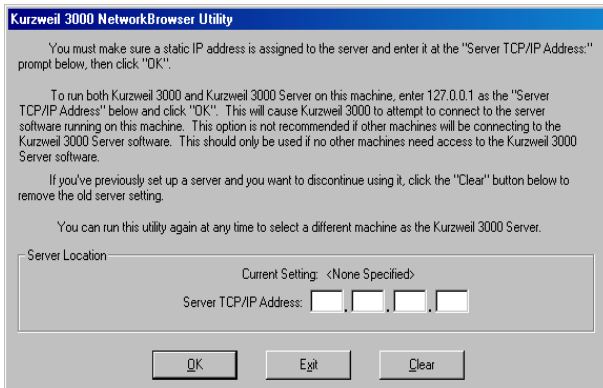 Kurzweil 3000 NetworkBrowser Utility
You must make sure a static IP address is assigned to the server and enter it at the "Server TCP/IP Address:"
prompt below, then click "OK".
To run both Kurzweil 3000 and Kurzweil 3000 Server on this machine, enter 127.0.0.1 as the "Server
TCP/IP Address" below and click "OK". This will cause Kurzweil 3000 to attempt to connect to the server
software running on this machine. This option is not recommended if other machines will be connecting to the
Kurzweil 3000 Server software. This should only be used if no other machines need access to the Kurzweil 3000
Server software.
If you've previously set up a server and you want to discontinue using it, click the "Clear" button below to
remove the old server setting.
You can run this utility again at any time to select a different machine as the Kurzweil 3000 Server.
Server Location
Current Setting: <None Specified>
Server TCP/IP Address: . . .
OK Exit Clear